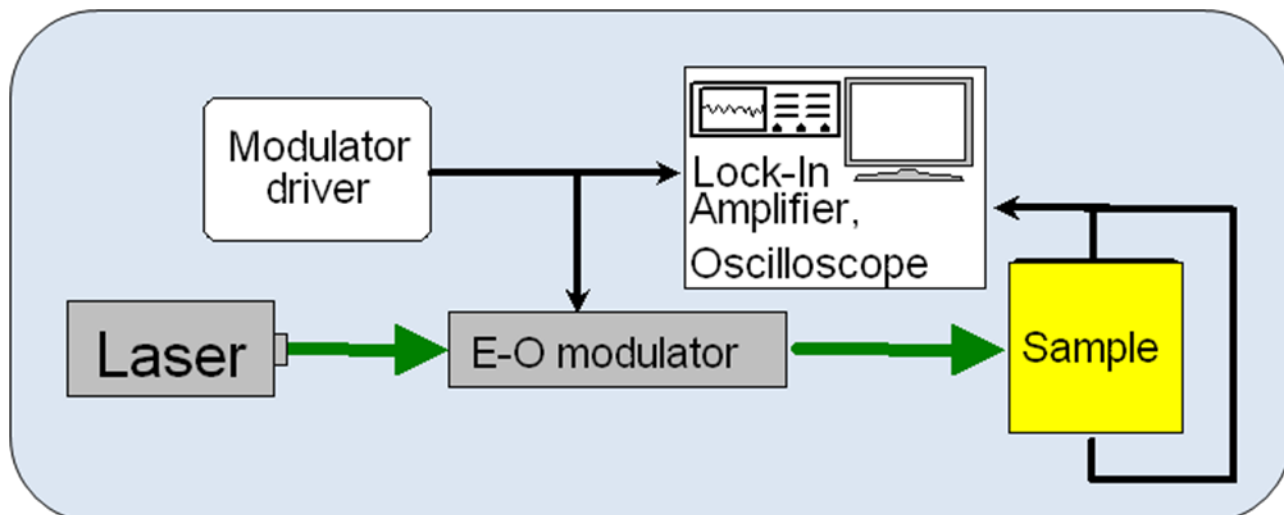 Modulator
driver
Lock-In
Amplifier,
Oscilloscope
Laser
E-O modulator
Sample